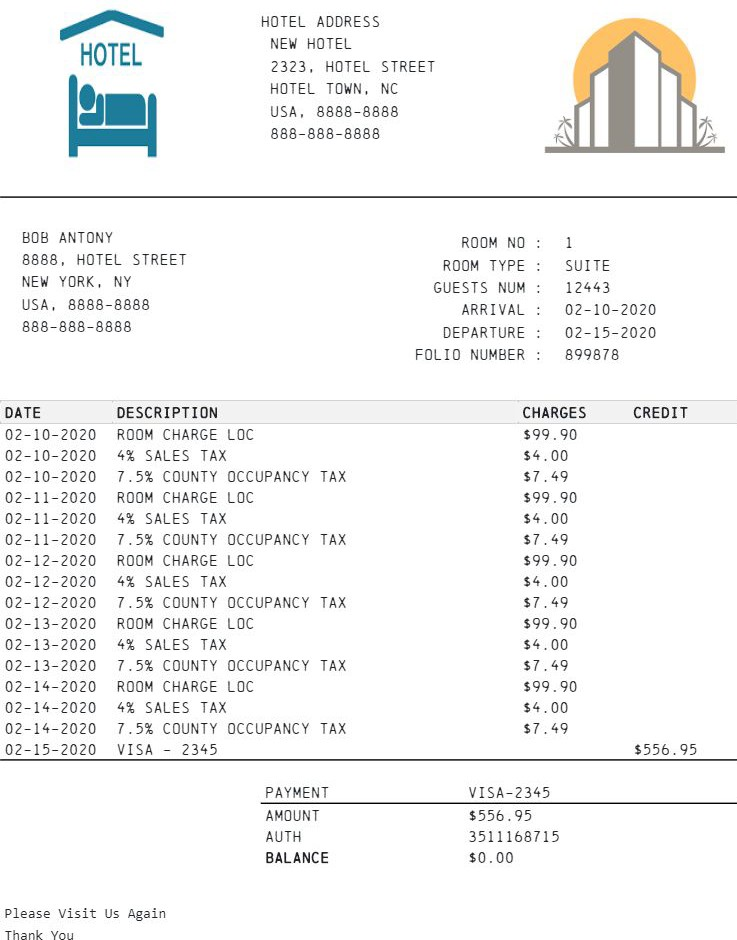 HOTEL
HOTEL ADDRESS
NEW HOTEL
2323, HOTEL STREET
HOTEL TOWN, NC
USA, 8888-8888
888-888-8888
BOB ANTONY
8888, HOTEL STREET
NEW YORK, NY
USA, 8888-8888
888-888-8888
ROOM NO : 1
ROOM TYPE : SUITE
GUESTS NUM : 12443
ARRIVAL : 02-10-2020
DEPARTURE : 02-15-2020
FOLIO NUMBER : 899878
DATE DESCRIPTION CHARGES CREDIT
02-10-2020 ROOM CHARGE LOC $99.90
02-10-2020 4% SALES TAX $4.00
02-10-2020 7.5% COUNTY OCCUPANCY TAX $7.49
02-11-2020 ROOM CHARGE LOC $99.90
02-11-2020 4% SALES TAX $4.00
02-11-2020 7.5% COUNTY OCCUPANCY TAX $7.49
02-12-2020 ROOM CHARGE LOC $99.90
02-12-2020 4% SALES TAX $4.00
02-12-2020 7.5% COUNTY OCCUPANCY TAX $7.49
02-13-2020 ROOM CHARGE LOC $99.90
02-13-2020 4% SALES TAX $4.00
02-13-2020 7.5% COUNTY OCCUPANCY TAX $7.49
02-14-2020 ROOM CHARGE LOC $99.90
02-14-2020 4% SALES TAX $4.00
02-14-2020 7.5% COUNTY OCCUPANCY TAX $7.49
02-15-2020 VISA - 2345 $556.95
PAYMENT VISA-2345
AMOUNT $556.95
AUTH 3511168715
BALANCE $0.00
Please Visit Us Again
Thank You